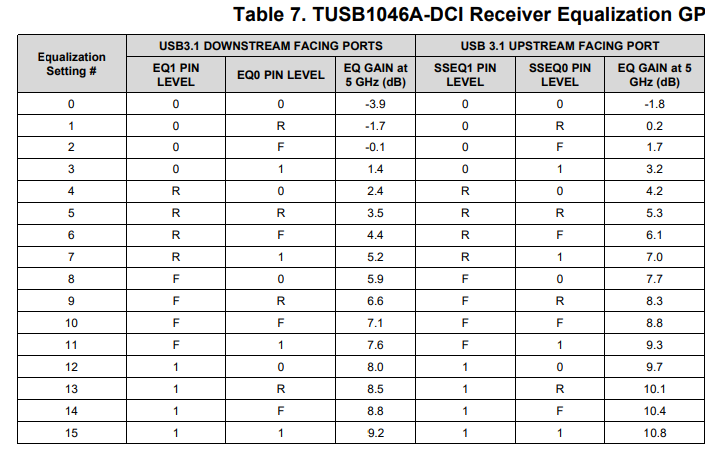 Table 7. TUSB1046A-DCI Receiver Equalization GP
Equalization Setting # USB3.1 DOWNSTREAM FACING PORTS USB 3.1 UPSTREAM FACING PORT
EQ1 PIN LEVEL EQ0 PIN LEVEL EQ GAIN at 5 GHz (dB) SSEQ1 PIN LEVEL SSEQ0 PIN LEVEL EQ GAIN at 5 GHz (dB)
0 0 0 -3.9 0 0 -1.8
1 0 R -1.7 0 R 0.2
2 0 F -0.1 0 F 1.7
3 0 1 1.4 0 1 3.2
4 R 0 2.4 R 0 4.2
5 R R 3.5 R R 5.3
6 R F 4.4 R F 6.1
7 R 1 5.2 R 1 7.0
8 F 0 5.9 F 0 7.7
9 F R 6.6 F R 8.3
10 F F 7.1 F F 8.8
11 F 1 7.6 F 1 9.3
12 1 0 8.0 1 0 9.7
13 1 R 8.5 1 R 10.1
14 1 F 8.8 1 F 10.4
15 1 1 9.2 1 1 10.8